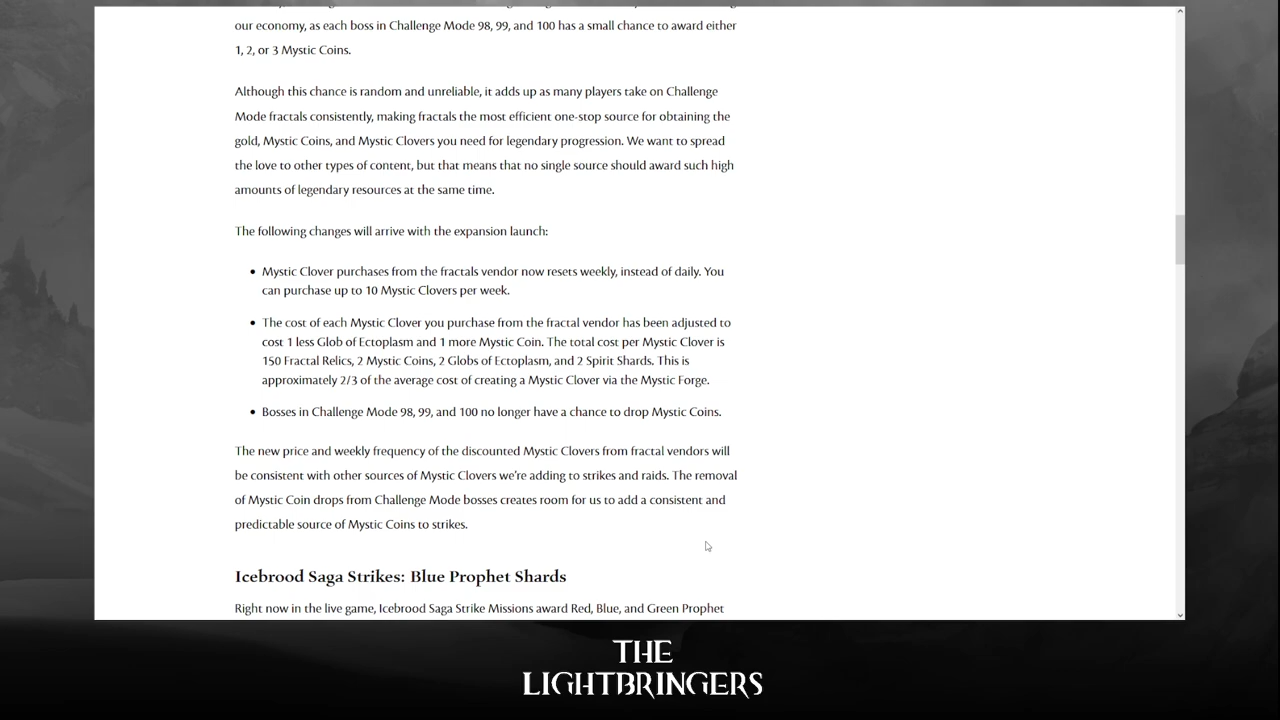 our economy, as each boss in Challenge Mode 98, 99, and 100 has a small chance to award either
1, 2, or 3 Mystic Coins.
Although this chance is random and unreliable, it adds up as many players take on Challenge
Mode fractals consistently, making fractals the most efficient one-stop source for obtaining the
gold, Mystic Coins, and Mystic Clovers you need for legendary progression. We want to spread
the love to other types of content, but that means that no single source should award such high
amounts of legendary resources at the same time.
The following changes will arrive with the expansion launch:
• Mystic Clover purchases from the fractals vendor now resets weekly, instead of daily. You
can purchase up to 10 Mystic Clovers per week.
• The cost of each Mystic Clover you purchase from the fractal vendor has been adjusted to
cost 1 less Glob of Ectoplasm and 1 more Mystic Coin. The total cost per Mystic Clover is
150 Fractal Relics, 2 Mystic Coins, 2 Globs of Ectoplasm, and 2 Spirit Shards. This is
approximately 2/3 of the average cost of creating a Mystic Clover via the Mystic Forge.
• Bosses in Challenge Mode 98, 99, and 100 no longer have a chance to drop Mystic Coins.
The new price and weekly frequency of the discounted Mystic Clovers from fractal vendors will
be consistent with other sources of Mystic Clovers we're adding to strikes and raids. The removal
of Mystic Coin drops from Challenge Mode bosses creates room for us to add a consistent and
predictable source of Mystic Coins to strikes.
Icebrood Saga Strikes: Blue Prophet Shards
Right now in the live game, Icebrood Saga Strike Missions award Red, Blue, and Green Prophet
THE
LIGHTBRINGERS